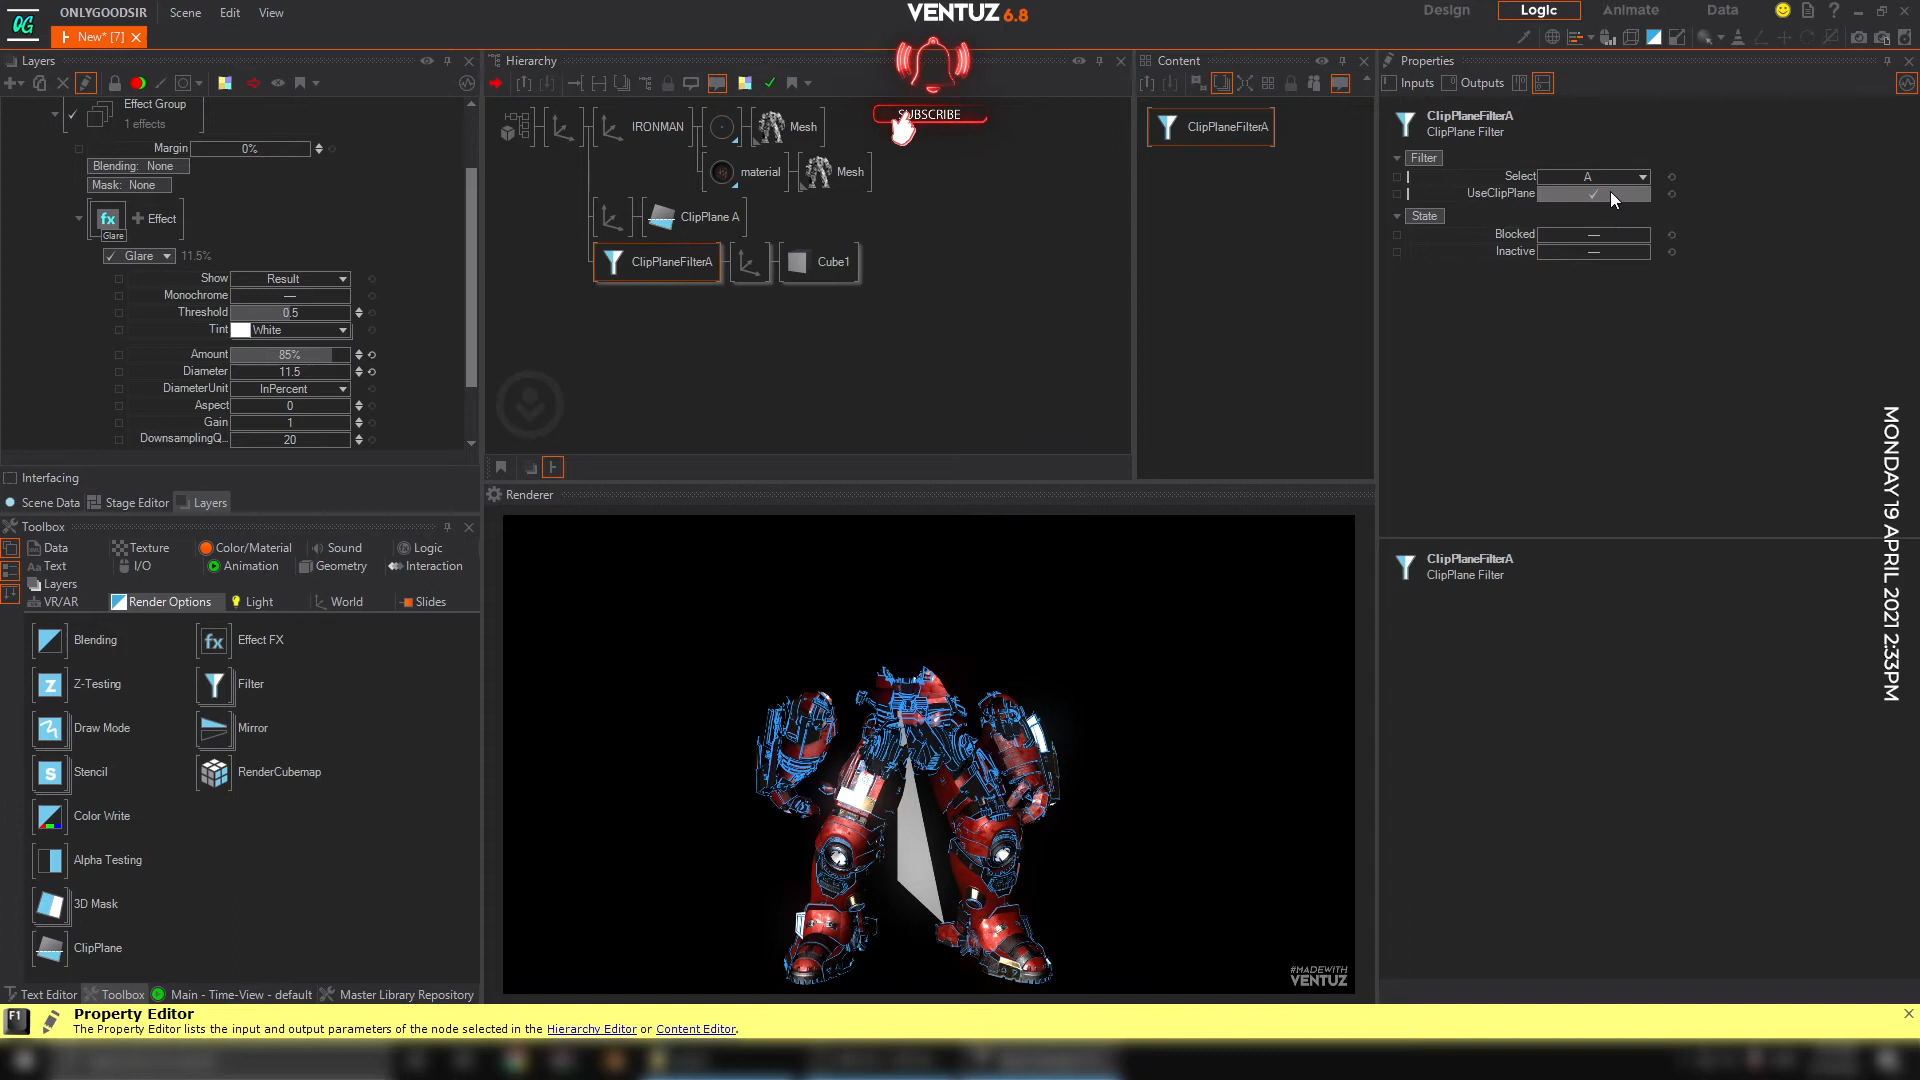 OG
ONLYGOODSIR
Scene
Edit
View
VENTUZ 6.8
Design
Logic
Animate
Data
New* [7]
Layers
Hierarchy
Content
Properties
Inputs
Outputs
Effect Group
1 effects
Margin
0%
Blending: None
Mask: None
fx
Glare
Effect
Glare
11.5%
Show
Result
Monochrome
Threshold
0.5
Tint
White
Amount
85%
Diameter
11.5
DiameterUnit
InPercent
Aspect
0
Gain
1
DownsamplingQ...
20
Interfacing
Scene Data
Stage Editor
Layers
SUBSCRIBE
IRONMAN
Mesh
material
Mesh
ClipPlane A
ClipPlaneFilterA
Cube1
ClipPlaneFilterA
ClipPlaneFilterA
ClipPlane Filter
Filter
Select
A
UseClipPlane
State
Blocked
Inactive
ClipPlaneFilterA
ClipPlane Filter
MONDAY 19 APRIL 2021 2:33PM
Toolbox
Data
Texture
Color/Material
Sound
Logic
Aa Text
I/O
Animation
Geometry
Interaction
Layers
VR/AR
Render Options
Light
World
Slides
Blending
fx
Effect FX
Z
Z-Testing
Filter
Draw Mode
Mirror
S
Stencil
RenderCubemap
Color Write
Alpha Testing
3D Mask
ClipPlane
Renderer
#MADEWITH
VENTUZ
Text Editor
Toolbox
Main - Time-View - default
Master Library Repository
F1
Property Editor
The Property Editor lists the input and output parameters of the node selected in the Hierarchy Editor or Content Editor.